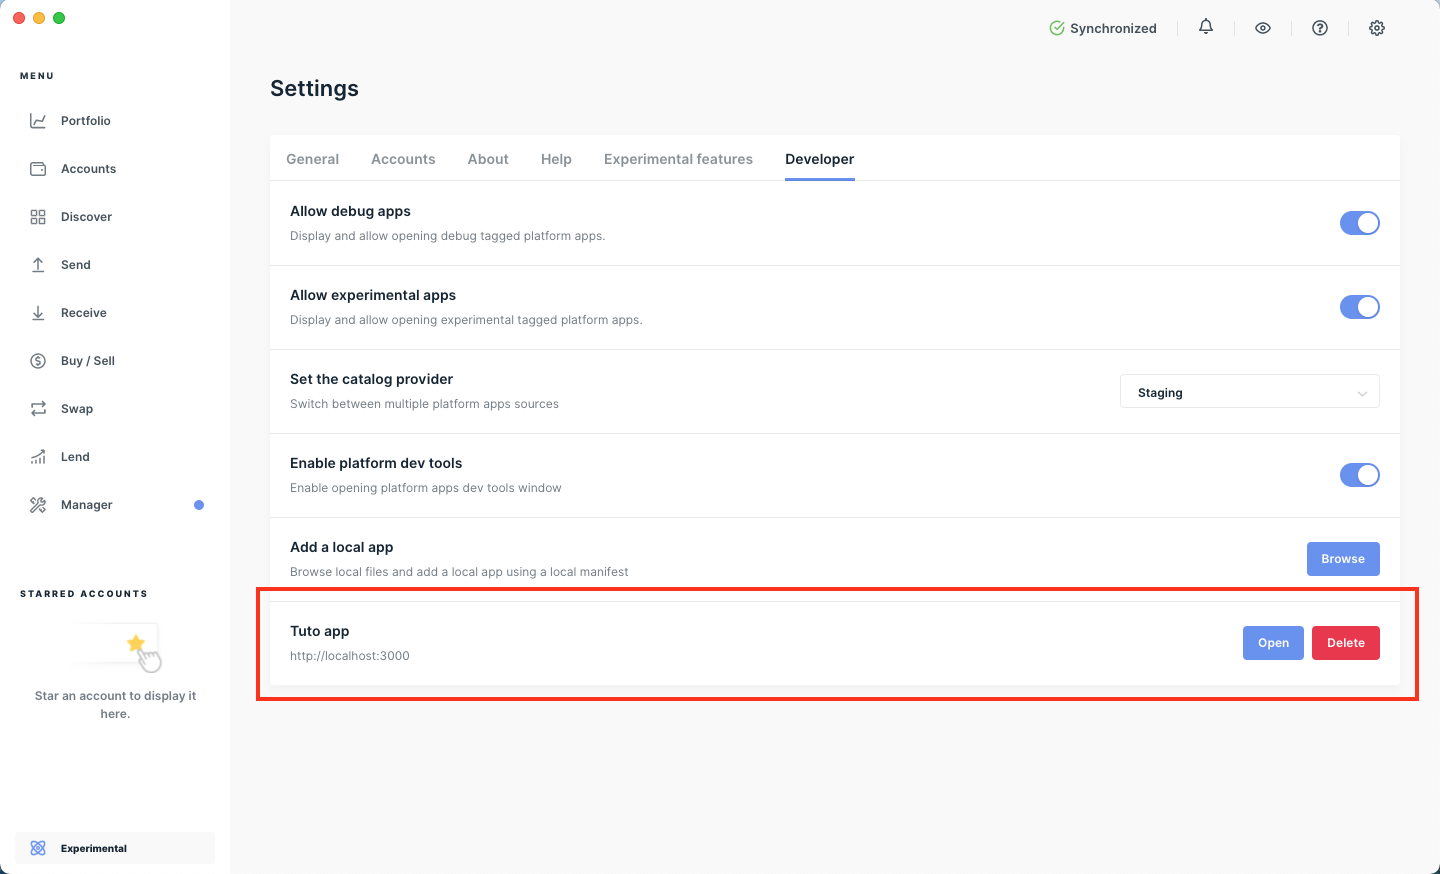 Synchronized
MENU
Portfolio
Accounts
Discover
Send
Receive
Buy / Sell
Swap
Lend
Manager
STARRED ACCOUNTS
Star an account to display it
here.
Experimental
Settings
General Accounts About Help Experimental features Developer
Allow debug apps
Display and allow opening debug tagged platform apps.
Allow experimental apps
Display and allow opening experimental tagged platform apps.
Set the catalog provider
Switch between multiple platform apps sources
Staging
Enable platform dev tools
Enable opening platform apps dev tools window
Add a local app
Browse local files and add a local app using a local manifest
Browse
Tuto app
http://localhost:3000
Open Delete